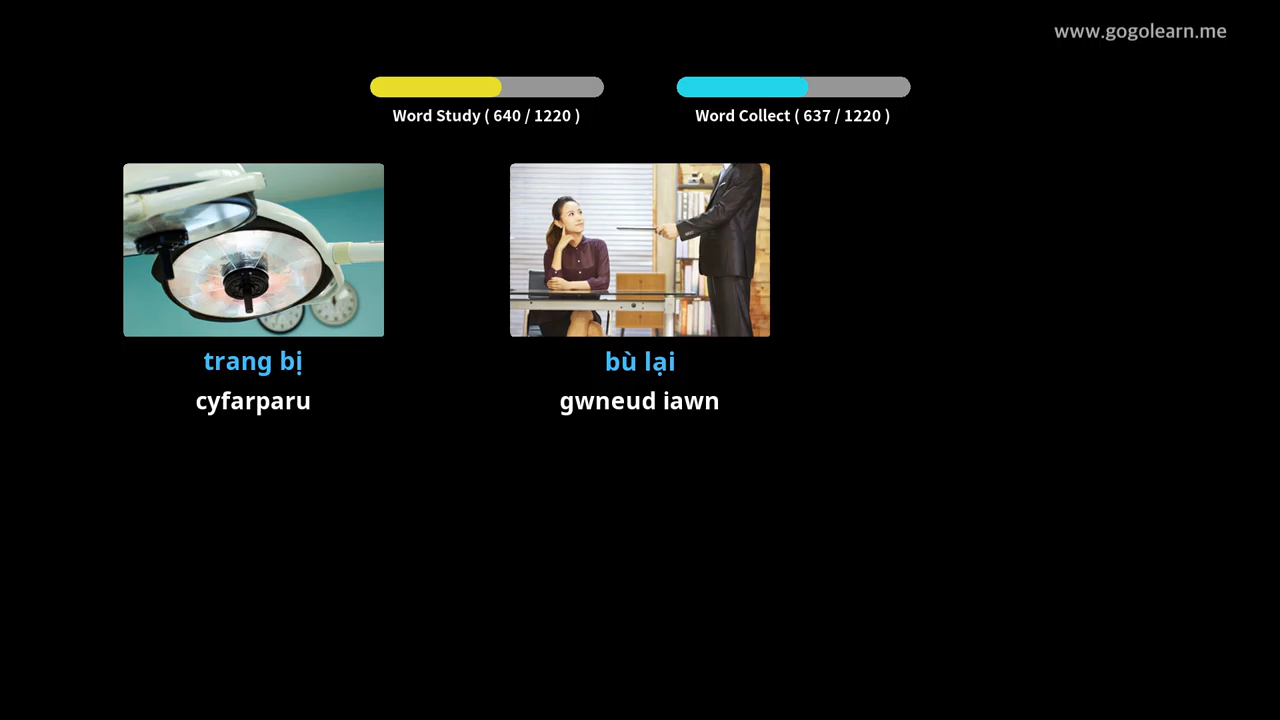 www.gogolearn.me
Word Study ( 640 / 1220 )
Word Collect ( 637 / 1220 )
trang bị
cyfarparu
bù lại
gwneud iawn